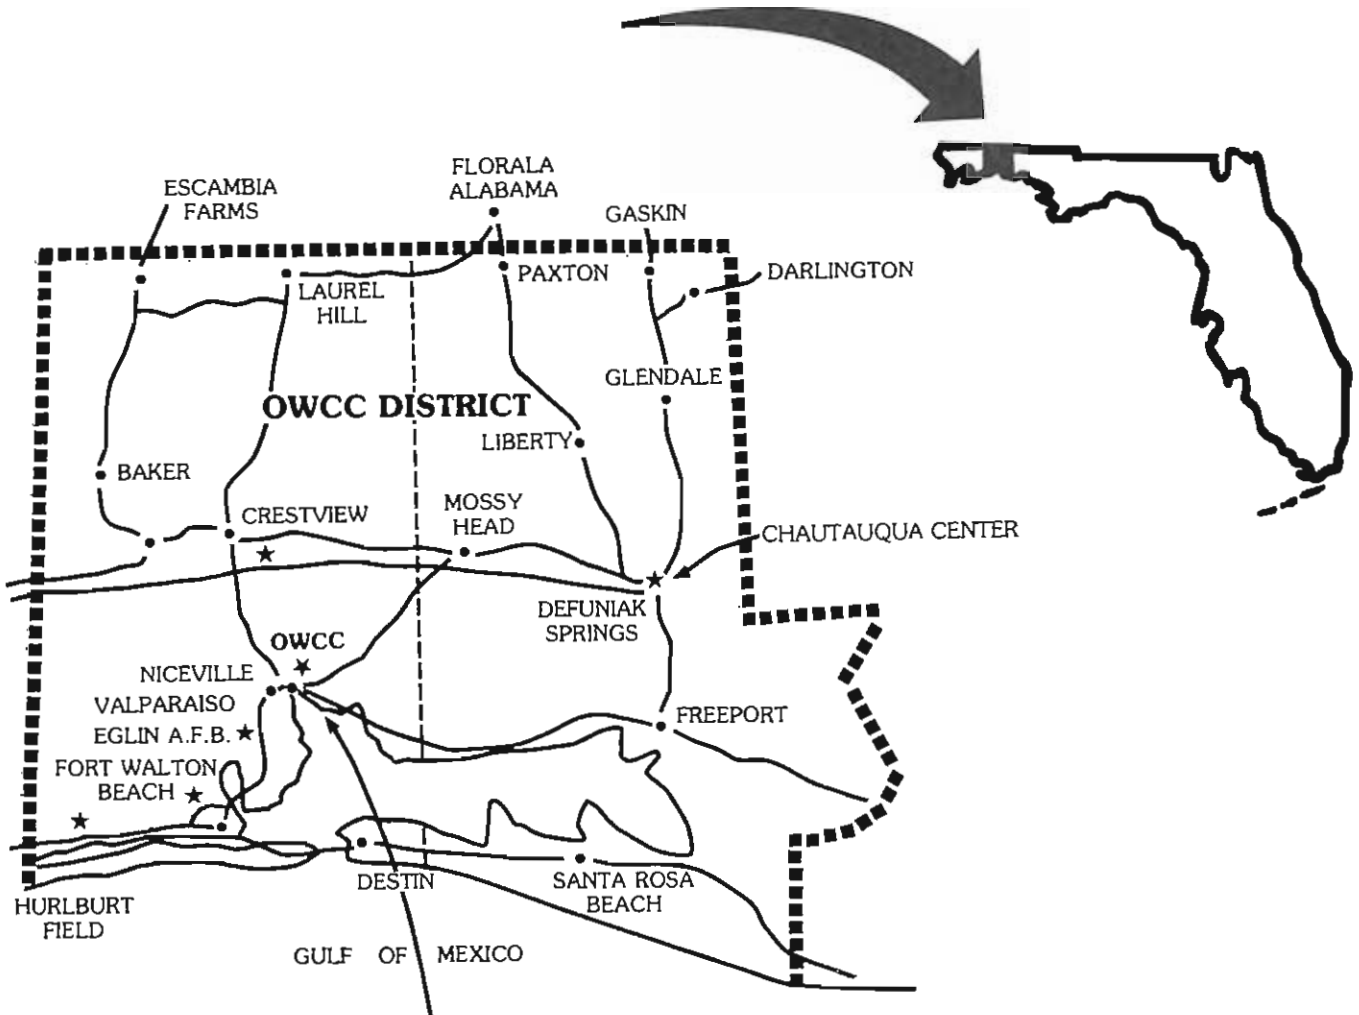 FLORALA
ALABAMA
ESCAMBIA
FARMS
GASKIN
PAXTON
DARLINGTON
LAUREL
HILL
GLENDALE
OWCC DISTRICT
LIBERTY
BAKER
MOSSY
HEAD
CRESTVIEW
CHAUTAUQUA CENTER
DEFUNIAK
SPRINGS
OWCC
NICEVILLE
VALPARAISO
FREEPORT
EGLIN A.F.B.
FORT WALTON
BEACH
DESTIN
SANTA ROSA
BEACH
HURLBURT
FIELD
GULF OF MEXICO